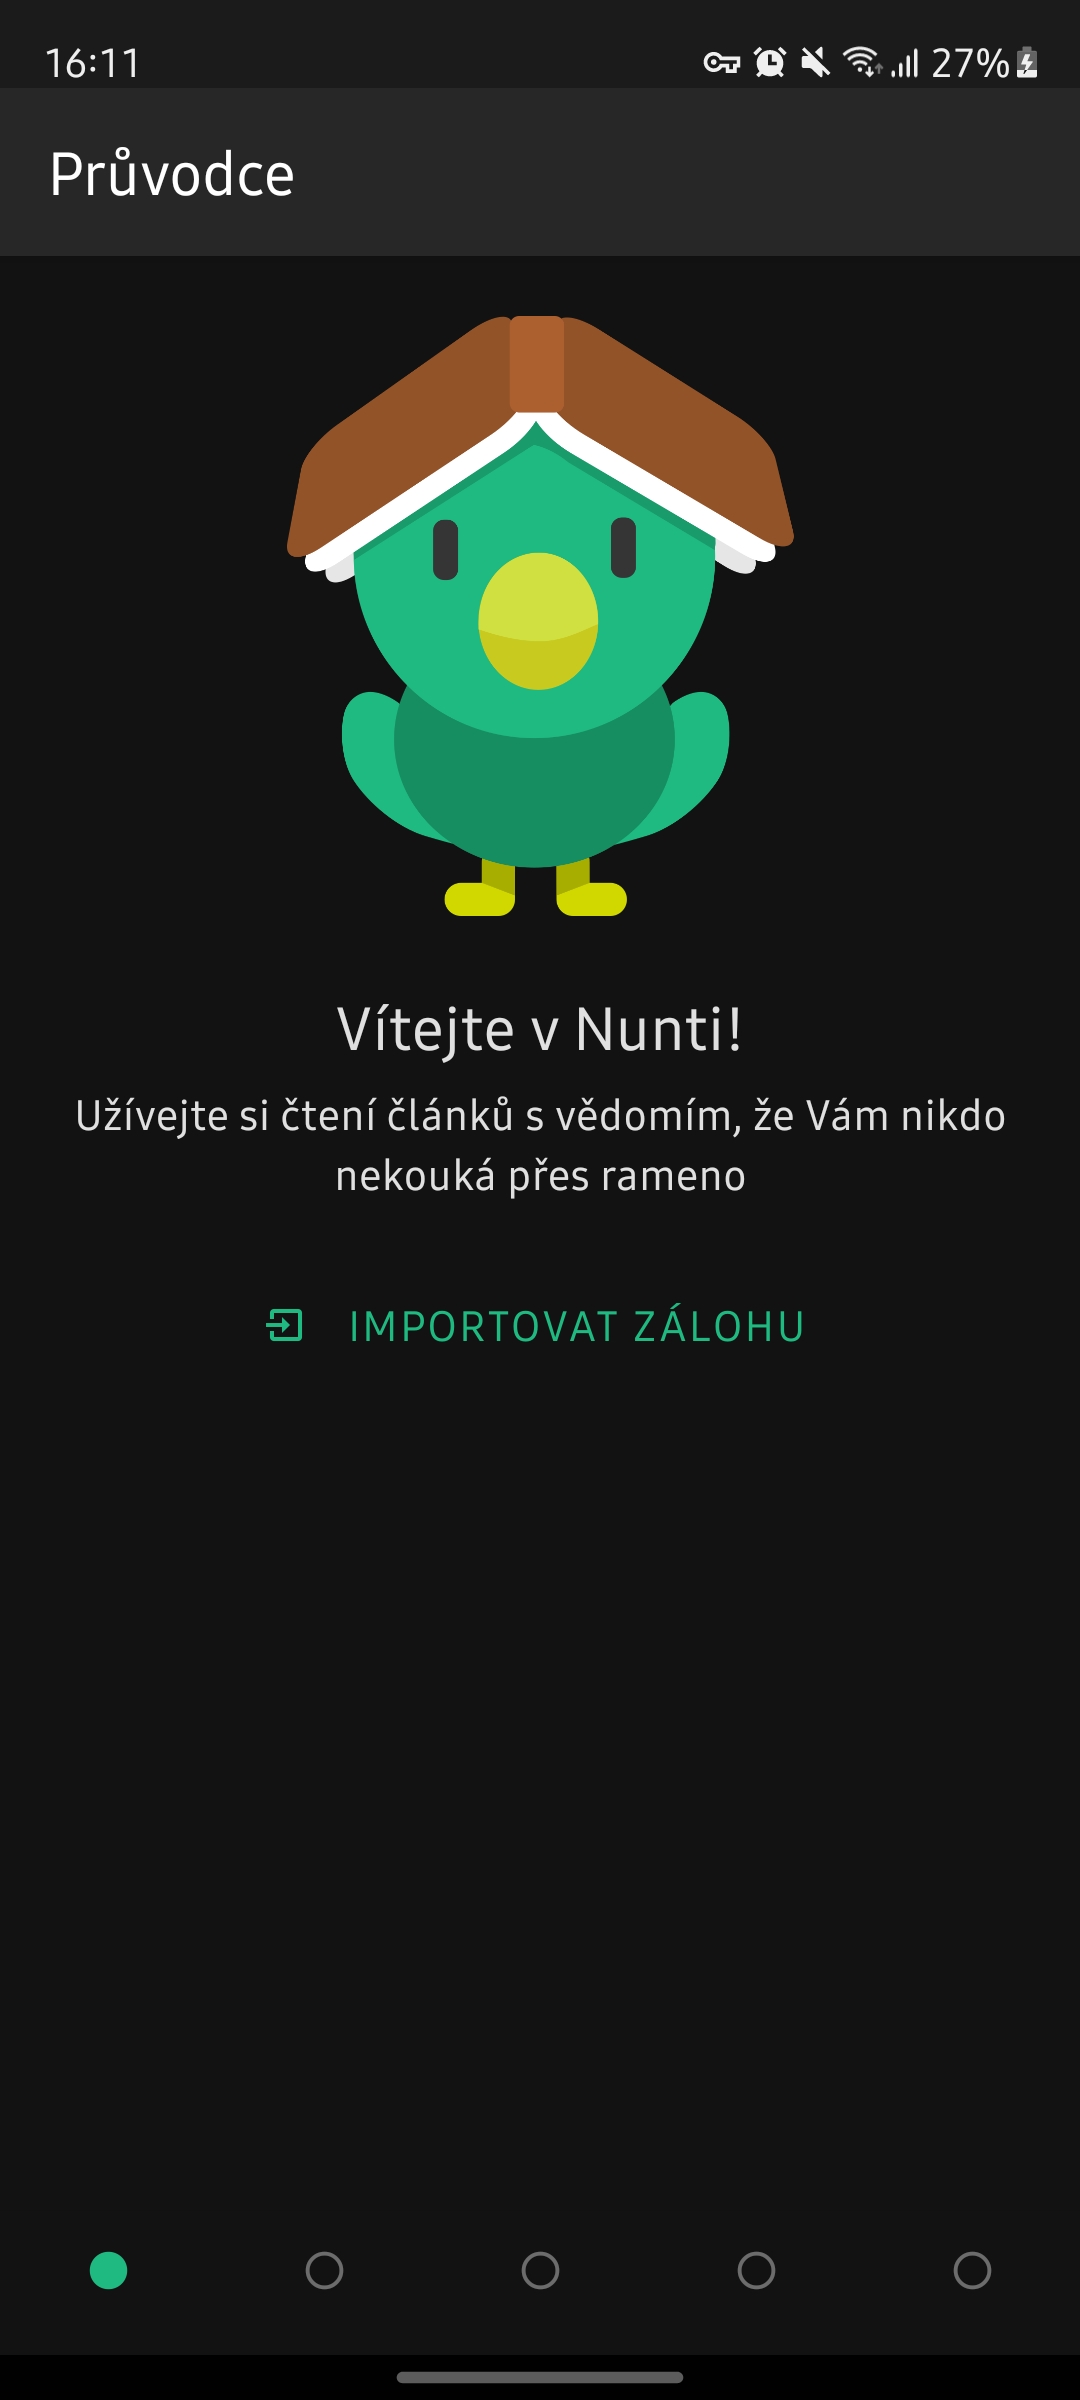 16:11
27%
Průvodce
Vítejte v Nunti!
Užívejte si čtení článků s vědomím, že Vám nikdo
nekouká přes rameno
IMPORTOVAT ZÁLOHU